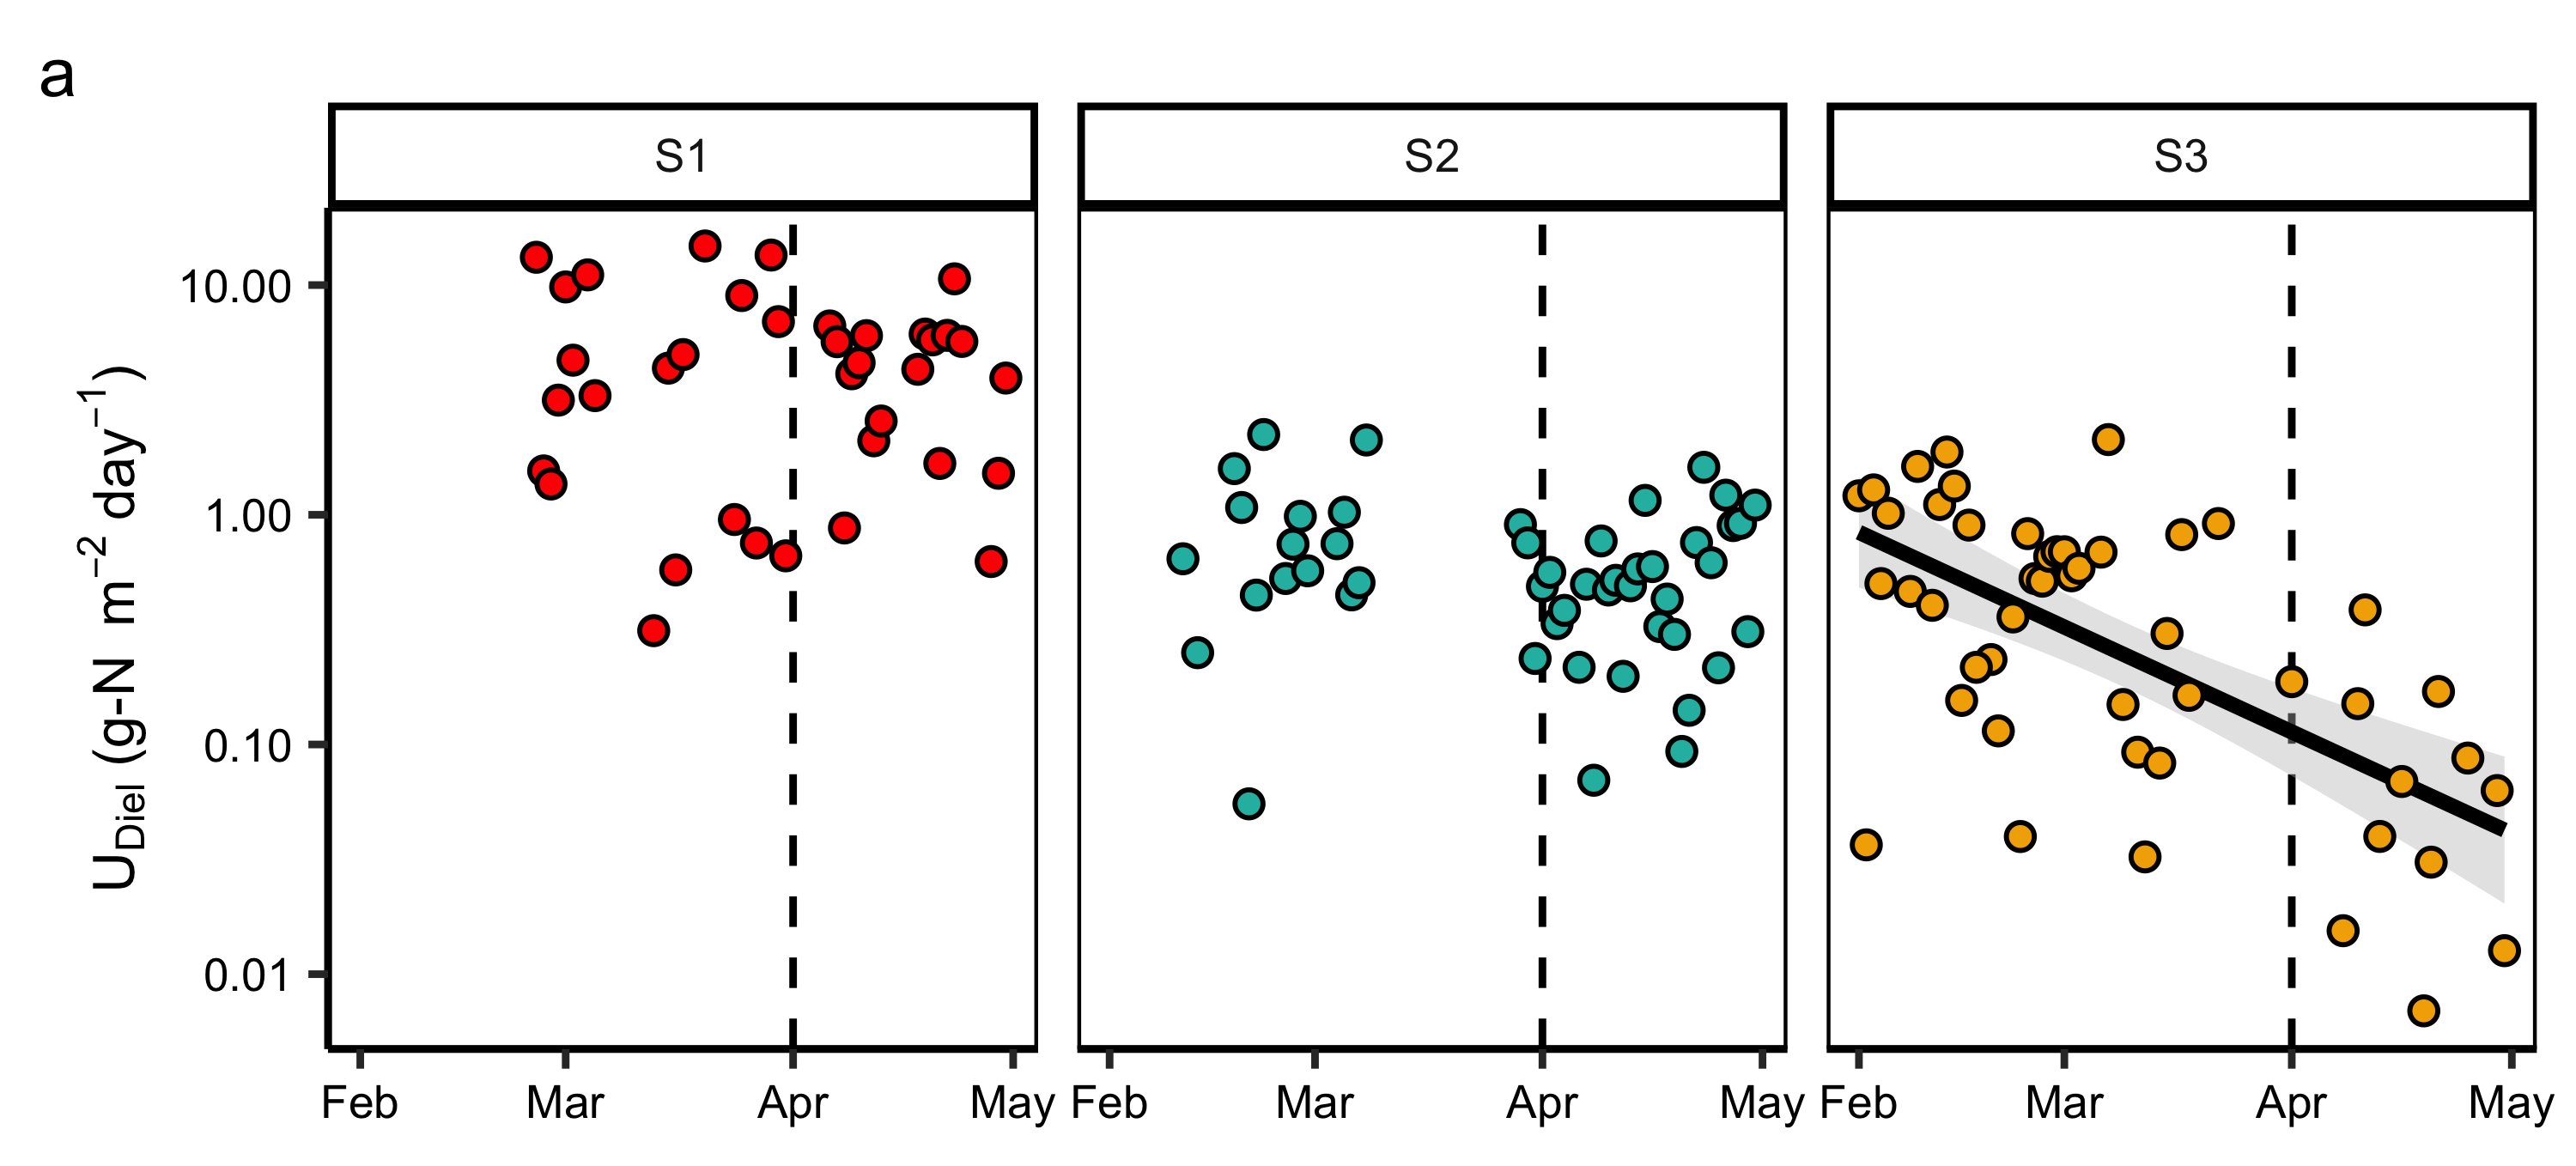 a
S1 S2 S3
10.00
1.00
0.10
0.01
U_Diel (g-N m⁻² day⁻¹)
Feb Mar Apr May Feb Mar Apr May Feb Mar Apr May